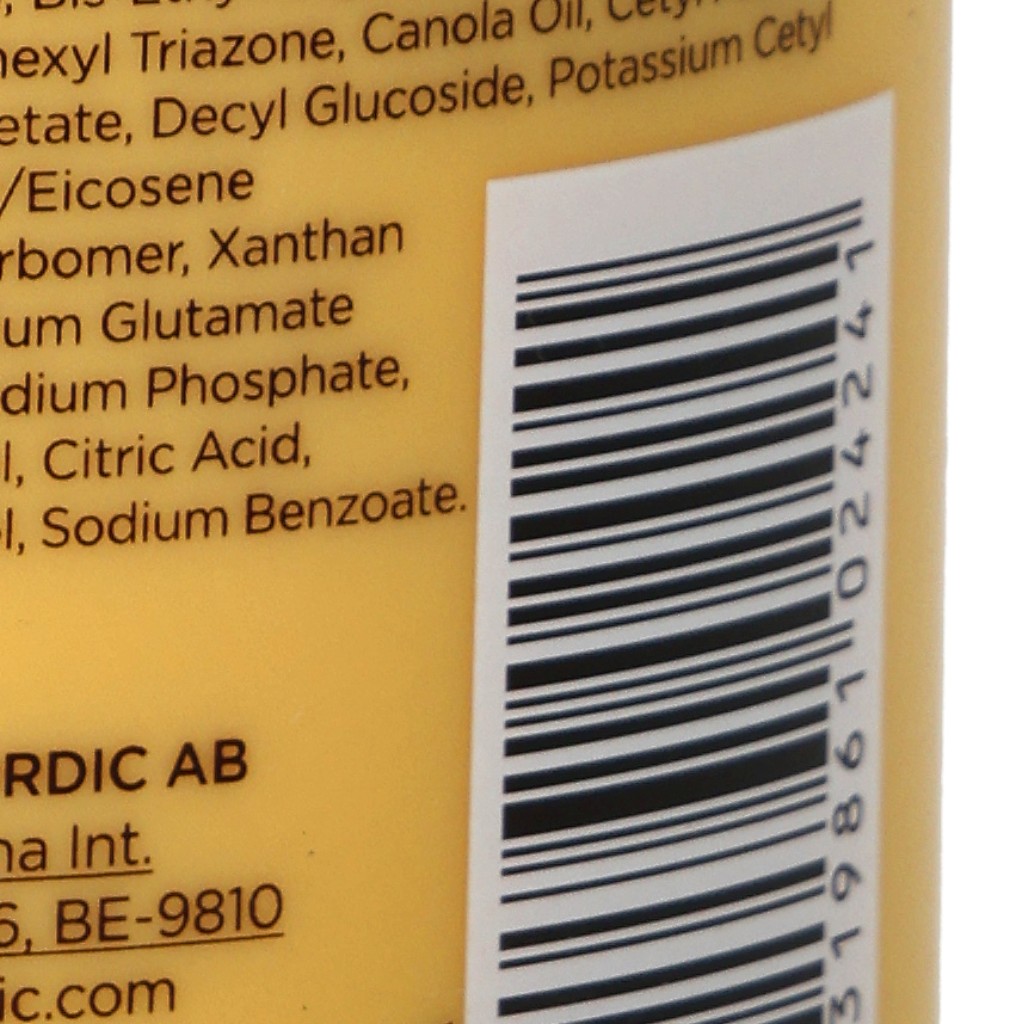 hexyl Triazone, Canola Oil,
etate, Decyl Glucoside, Potassium Cetyl
/Eicosene
rbomer, Xanthan
um Glutamate
dium Phosphate,
l, Citric Acid,
l, Sodium Benzoate.
RDIC AB
na Int.
6, BE-9810
ic.com
319861024241